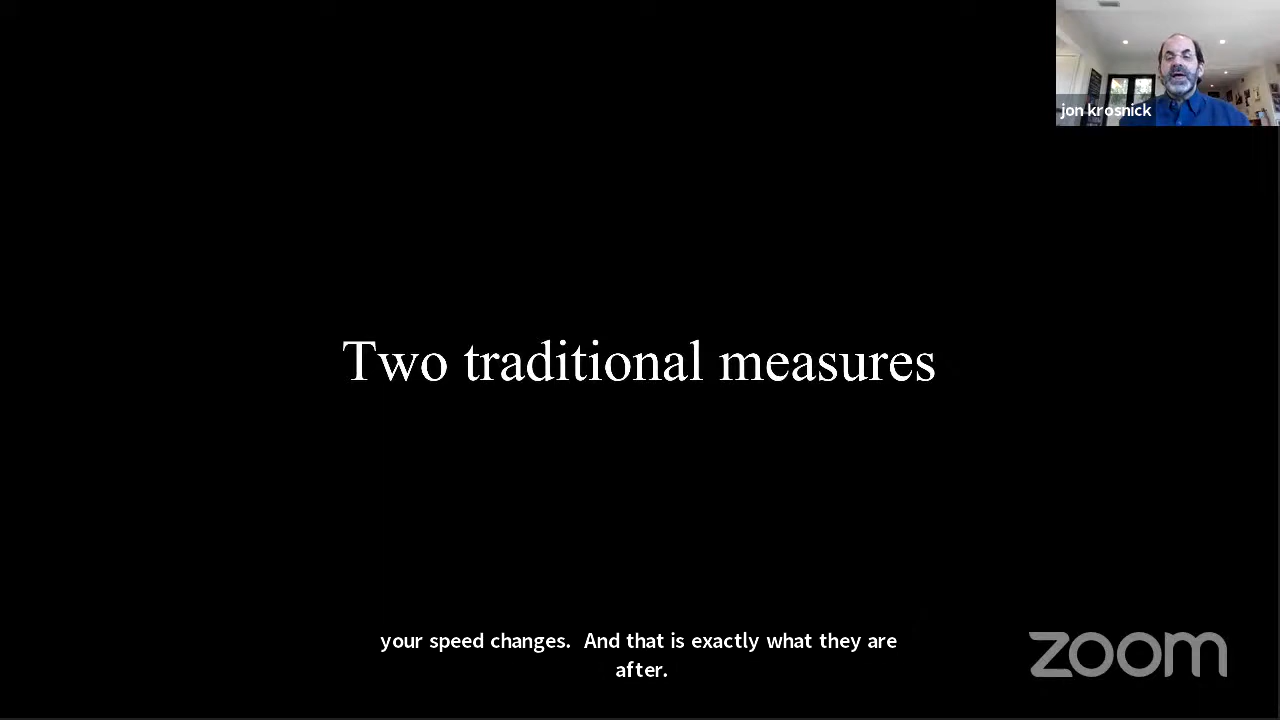 jon krosnick
Two traditional measures
your speed changes.  And that is exactly what they are
after.
zoom